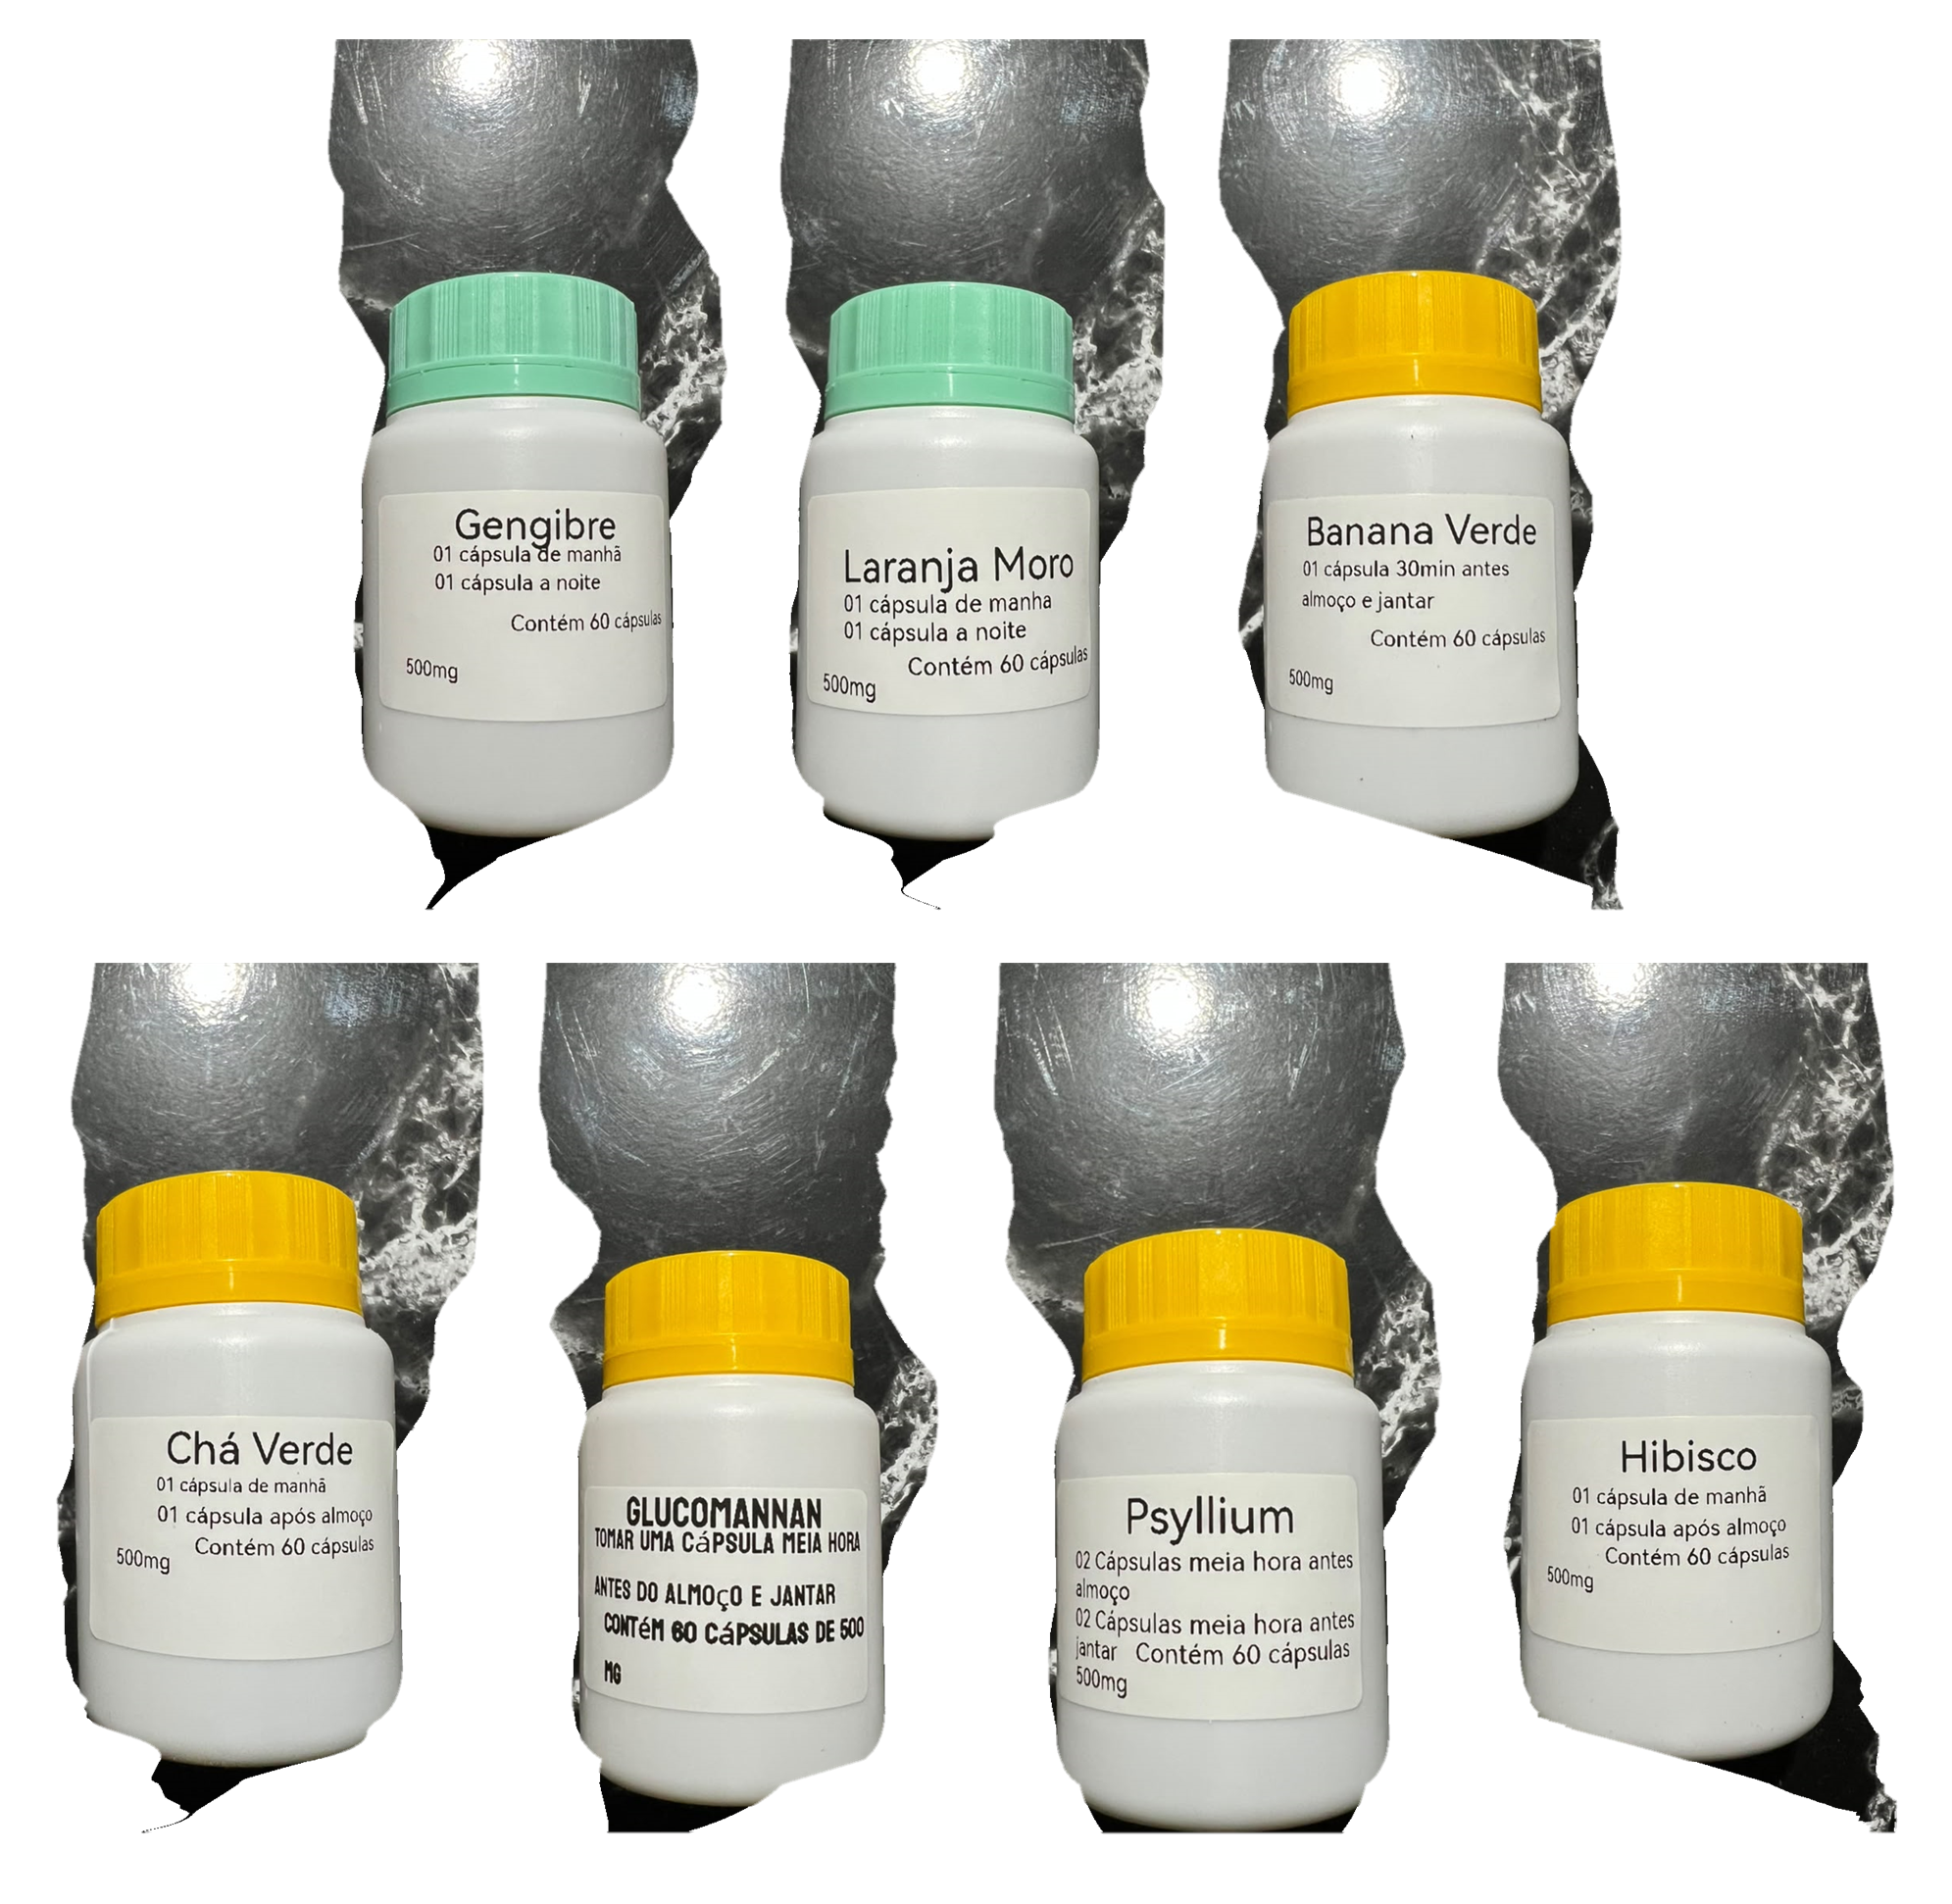 Gengibre
01 cápsula de manhã
01 cápsula a noite
Contém 60 cápsulas
500mg
Laranja Moro
01 cápsula de manha
01 cápsula a noite
Contém 60 cápsulas
500mg
Banana Verde
01 cápsula 30min antes
almoço e jantar
Contém 60 cápsulas
500mg
Chá Verde
01 cápsula de manhã
01 cápsula após almoço
Contém 60 cápsulas
500mg
GLUCOMANNAN
TOMAR UMA CáPSULA MEIA HORA
ANTES DO ALMOçO E JANTAR
CONTéM 60 CáPSULAS DE 500
MG
Psyllium
02 Cápsulas meia hora antes
almoço
02 Cápsulas meia hora antes
jantar Contém 60 cápsulas
500mg
Hibisco
01 cápsula de manhã
01 cápsula após almoço
Contém 60 cápsulas
500mg